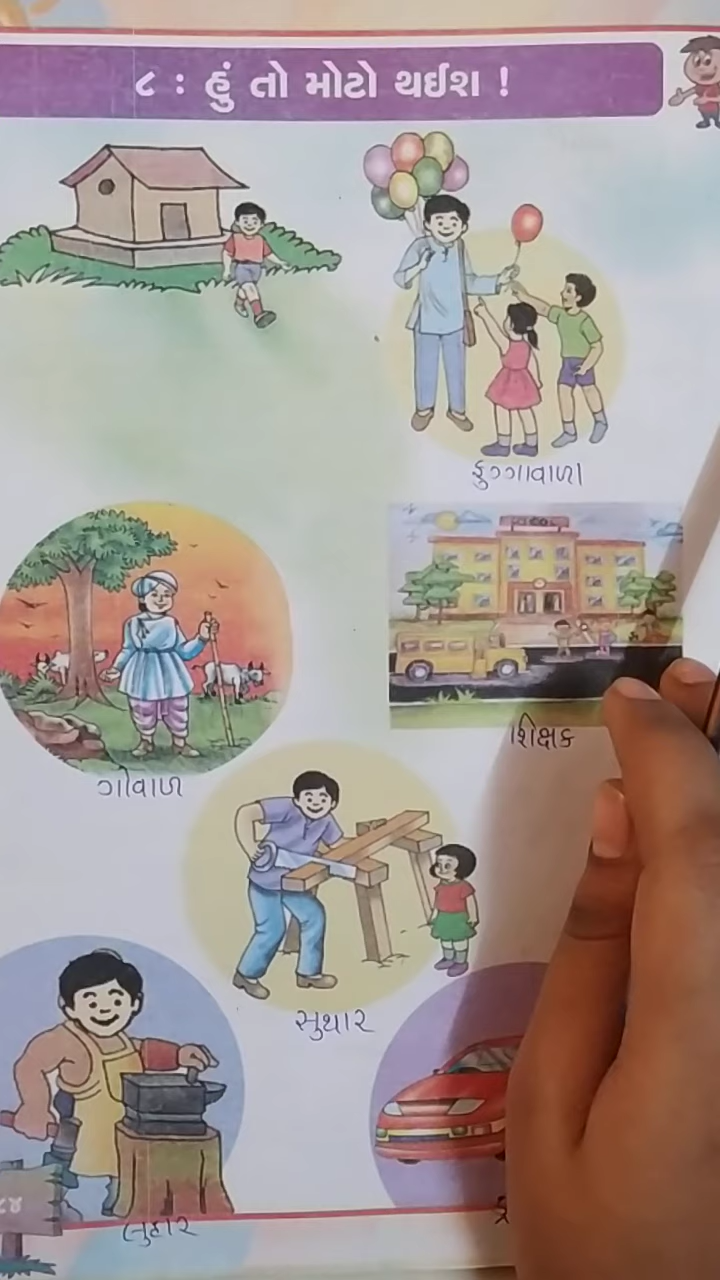 ૮ : હું તો મોટો થઈશ !
ફુગ્ગાવાળા
શિક્ષક
ગોવાળ
સુથાર
લુહાર